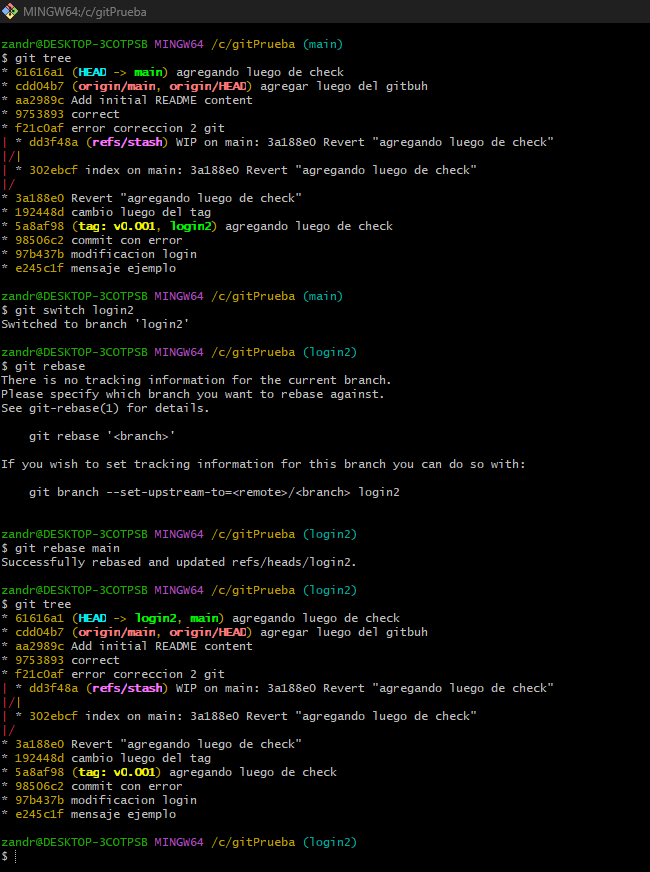 MINGW64:/c/gitPrueba
zandr@DESKTOP-3COTPSB MINGW64 /c/gitPrueba (main)
$ git tree
* 61616a1 (HEAD -> main) agregando luego de check
* cdd04b7 (origin/main, origin/HEAD) agregar luego del gitbuh
* aa2989c Add initial README content
* 9753893 correct
* f21c0af error correccion 2 git
| * dd3f48a (refs/stash) WIP on main: 3a188e0 Revert "agregando luego de check"
|/|
| * 302ebcf index on main: 3a188e0 Revert "agregando luego de check"
|/
* 3a188e0 Revert "agregando luego de check"
* 192448d cambio luego del tag
* 5a8af98 (tag: v0.001, login2) agregando luego de check
* 98506c2 commit con error
* 97b437b modificacion login
* e245c1f mensaje ejemplo
zandr@DESKTOP-3COTPSB MINGW64 /c/gitPrueba (main)
$ git switch login2
Switched to branch 'login2'
zandr@DESKTOP-3COTPSB MINGW64 /c/gitPrueba (login2)
$ git rebase
There is no tracking information for the current branch.
Please specify which branch you want to rebase against.
See git-rebase(1) for details.
git rebase '<branch>'
If you wish to set tracking information for this branch you can do so with:
git branch --set-upstream-to=<remote>/<branch> login2
zandr@DESKTOP-3COTPSB MINGW64 /c/gitPrueba (login2)
$ git rebase main
Successfully rebased and updated refs/heads/login2.
zandr@DESKTOP-3COTPSB MINGW64 /c/gitPrueba (login2)
$ git tree
* 61616a1 (HEAD -> login2, main) agregando luego de check
* cdd04b7 (origin/main, origin/HEAD) agregar luego del gitbuh
* aa2989c Add initial README content
* 9753893 correct
* f21c0af error correccion 2 git
| * dd3f48a (refs/stash) WIP on main: 3a188e0 Revert "agregando luego de check"
|/|
| * 302ebcf index on main: 3a188e0 Revert "agregando luego de check"
|/
* 3a188e0 Revert "agregando luego de check"
* 192448d cambio luego del tag
* 5a8af98 (tag: v0.001) agregando luego de check
* 98506c2 commit con error
* 97b437b modificacion login
* e245c1f mensaje ejemplo
zandr@DESKTOP-3COTPSB MINGW64 /c/gitPrueba (login2)
$